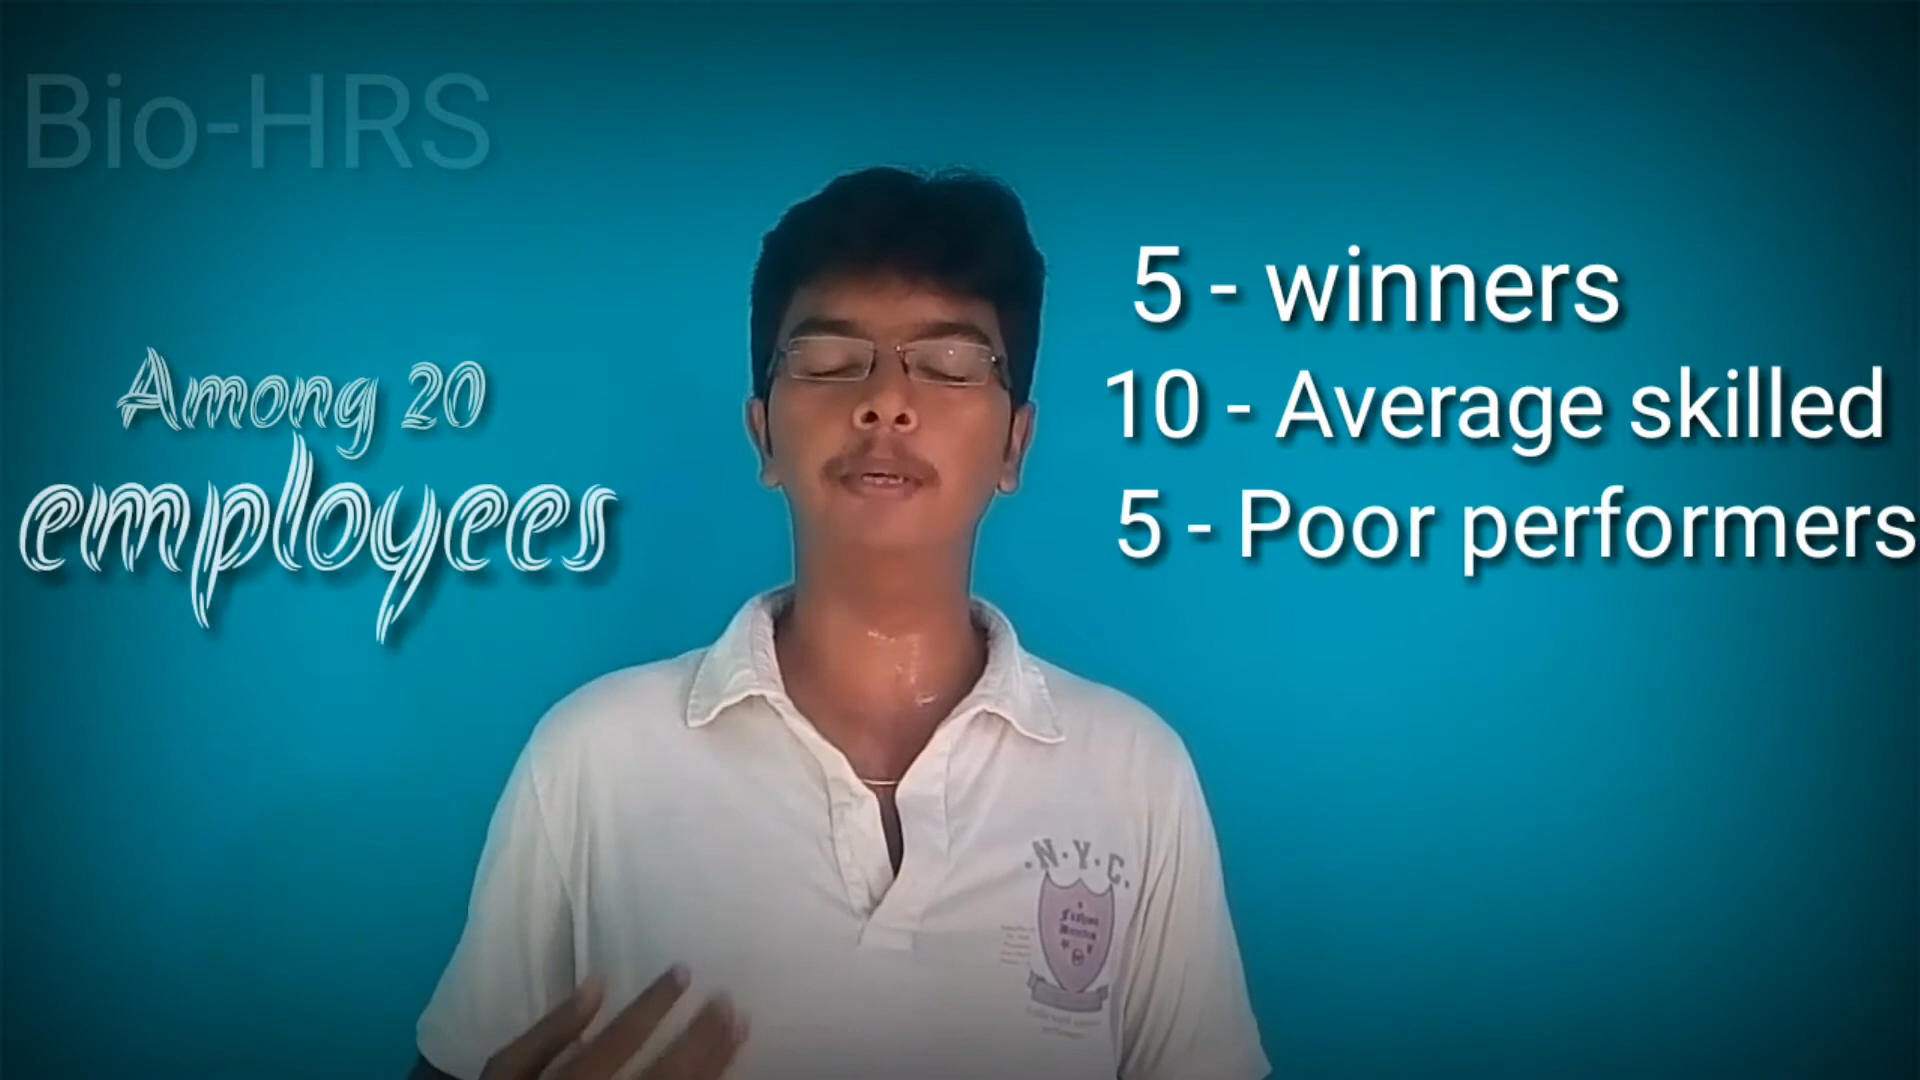 Bio-HRS
Among 20
employees
5 - winners
10 - Average skilled
5 - Poor performers
.N.Y.C.